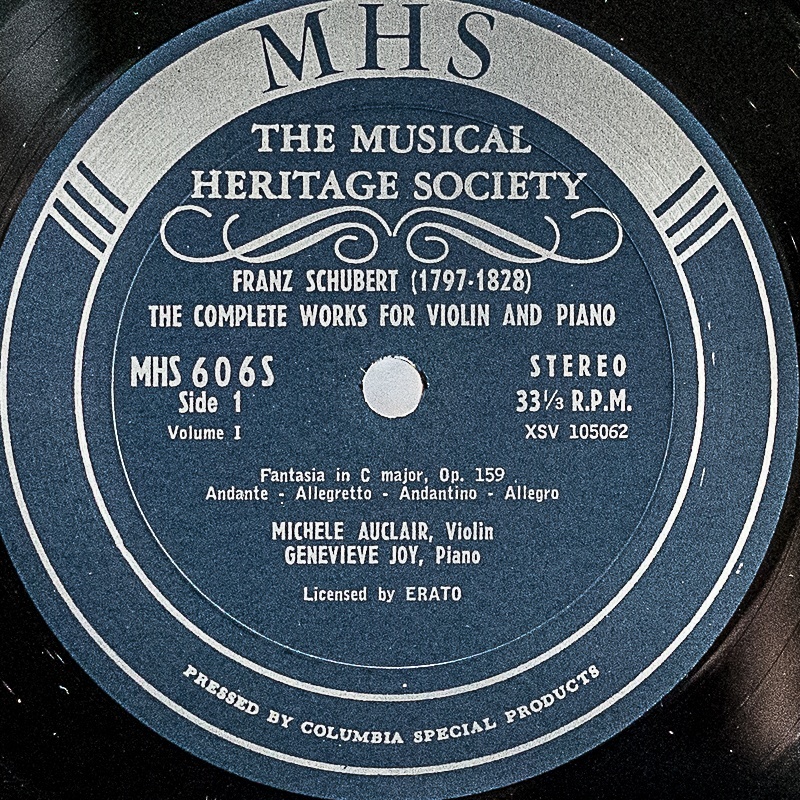 MHS
THE MUSICAL
HERITAGE SOCIETY
FRANZ SCHUBERT (1797-1828)
THE COMPLETE WORKS FOR VIOLIN AND PIANO
MHS 606S
Side 1
Volume I
STEREO
33⅓ R.P.M.
XSV 105062
Fantasia in C major, Op. 159
Andante - Allegretto - Andantino - Allegro
MICHELE AUCLAIR, Violin
GENEVIEVE JOY, Piano
Licensed by ERATO
PRESSED BY COLUMBIA SPECIAL PRODUCTS